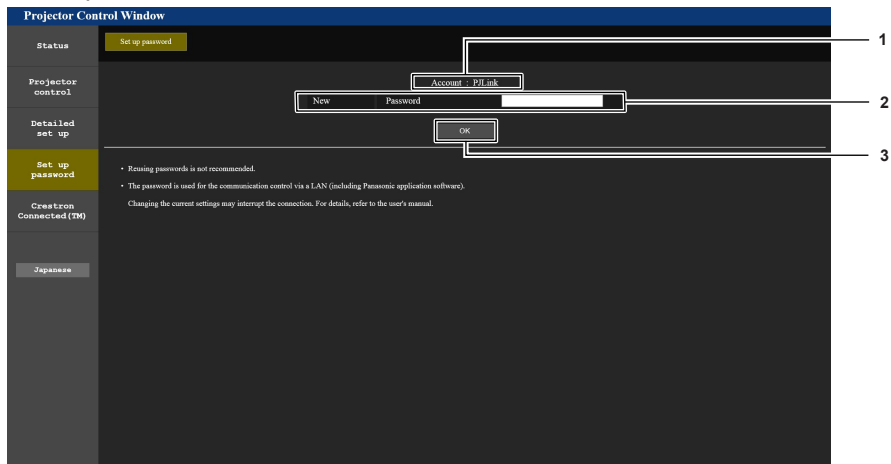 Projector Control Window
Status
Set up password
1
Projector
control
Account : PJLink
New Password
2
Detailed
set up
OK
3
Set up
password
• Reusing passwords is not recommended.
• The password is used for the communication control via a LAN (including Panasonic application software).
Changing the current settings may interrupt the connection. For details, refer to the user's manual.
Crestron
Connected(TM)
Japanese